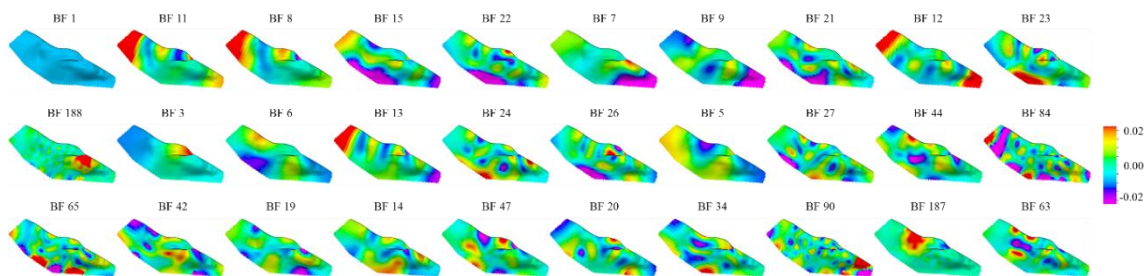 BF 1 BF 11 BF 8 BF 15 BF 22 BF 7 BF 9 BF 21 BF 12 BF 23
BF 188 BF 3 BF 6 BF 13 BF 24 BF 26 BF 5 BF 27 BF 44 BF 84
0.02
0.00
-0.02
BF 65 BF 42 BF 19 BF 14 BF 47 BF 20 BF 34 BF 90 BF 187 BF 63